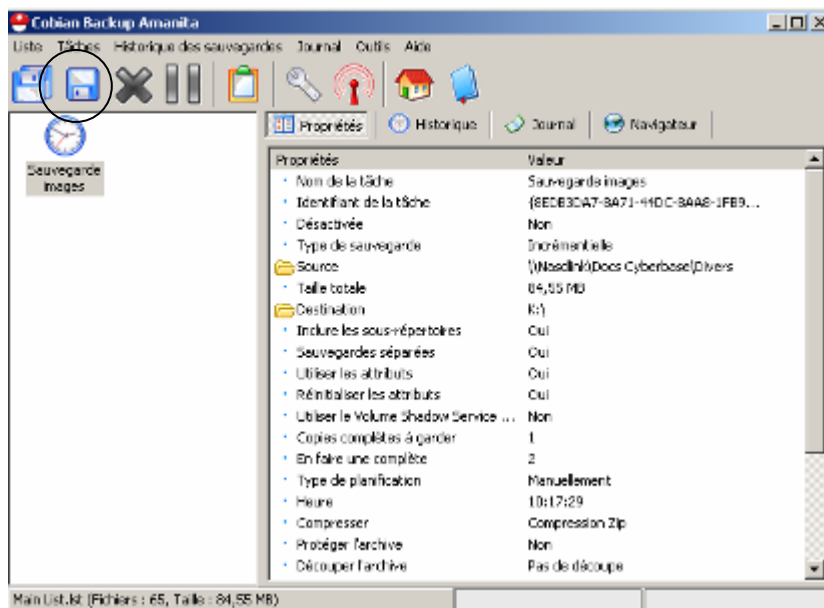 Cobian Backup Amanita
Liste Tâches Historique des sauvegardes Journal Outils Aide
Propriétés Historique Journal Navigateur
Sauvegarde
images
Propriétés Valeur
Nom de la tâche Sauvegarde images
Identifiant de la tâche {8EDB3DA7-8A71-44DC-8AA8-1FB9...
Désactivée Non
Type de sauvegarde Incrémentielle
Source \\Nasdlink\Docs Cyberbase\Divers
Taille totale 84,55 MB
Destination K:\
Inclure les sous-répertoires Oui
Sauvegardes séparées Oui
Utiliser les attributs Oui
Réinitialiser les attributs Oui
Utiliser le Volume Shadow Service ... Non
Copies complètes à garder 1
En faire une complète 2
Type de planification Manuellement
Heure 10:17:29
Compresser Compression Zip
Protéger l'archive Non
Découper l'archive Pas de découpe
Main List.lst (Fichiers : 65, Taille : 84,55 MB)